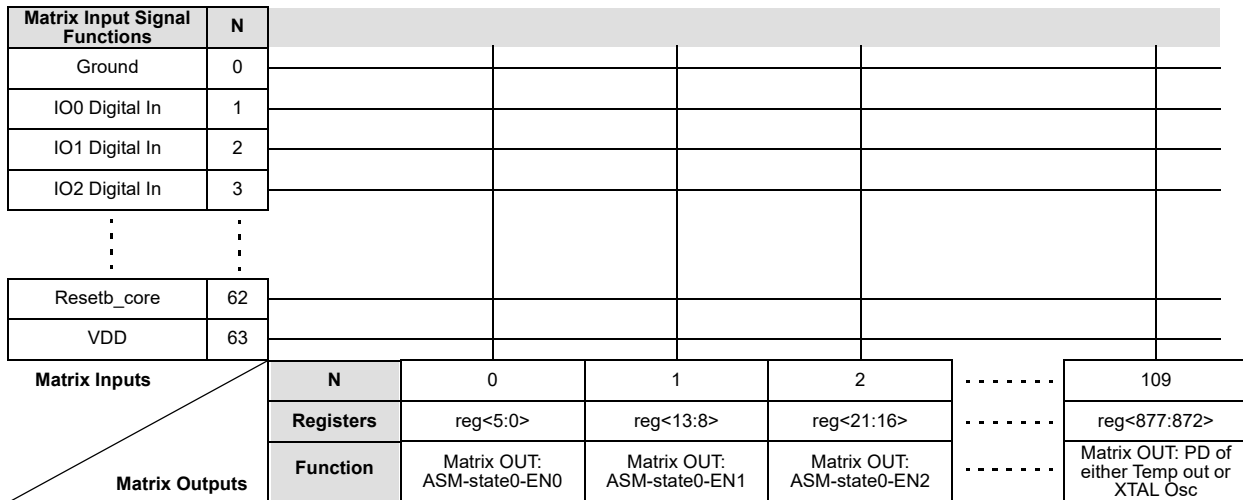 Matrix Input Signal
Functions
N
Ground
0
IO0 Digital In
1
IO1 Digital In
2
IO2 Digital In
3
Resetb_core
62
VDD
63
Matrix Inputs
Matrix Outputs
N
0
1
2
109
Registers
reg<5:0>
reg<13:8>
reg<21:16>
reg<877:872>
Function
Matrix OUT:
ASM-state0-EN0
Matrix OUT:
ASM-state0-EN1
Matrix OUT:
ASM-state0-EN2
Matrix OUT: PD of
either Temp out or
XTAL Osc